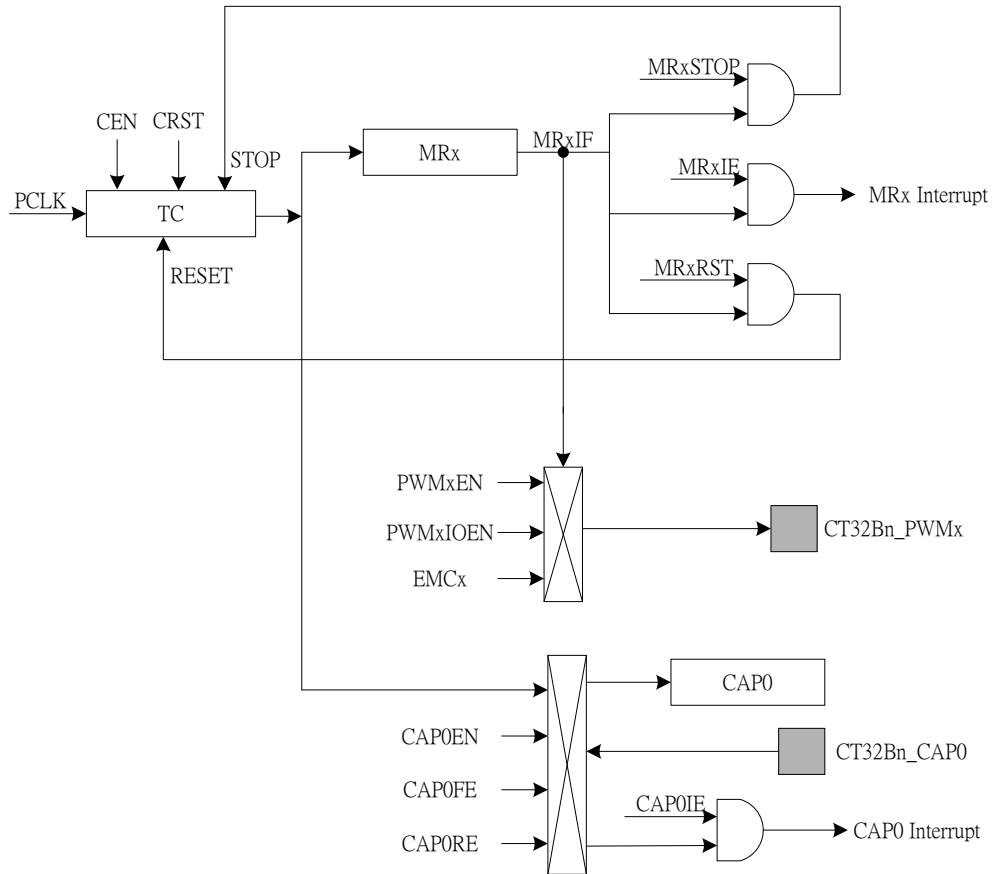 MRxSTOP
CEN
CRST
STOP
MRx
MRxIF
MRxIE
PCLK
TC
MRx Interrupt
RESET
MRxRST
PWMxEN
PWMxIOEN
CT32Bn_PWMx
EMCx
CAP0
CAP0EN
CT32Bn_CAP0
CAP0FE
CAP0IE
CAP0 Interrupt
CAP0RE